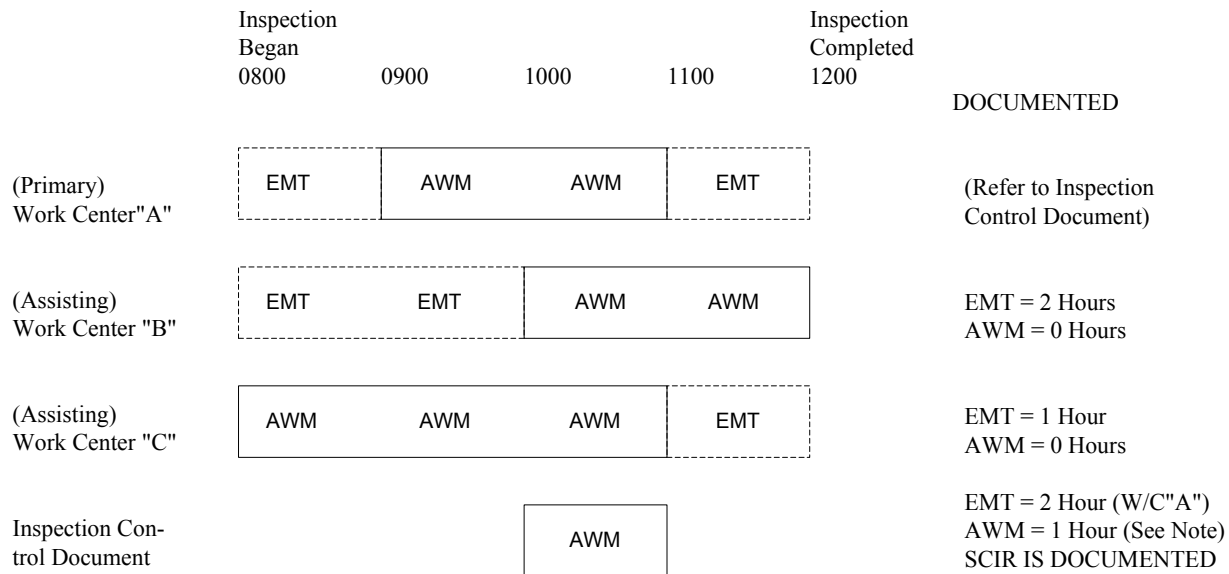 Inspection
Began
0800
0900
1000
1100
Inspection
Completed
1200
DOCUMENTED
(Primary)
Work Center"A"
EMT
AWM
AWM
EMT
(Refer to Inspection
Control Document)
(Assisting)
Work Center "B"
EMT
EMT
AWM
AWM
EMT = 2 Hours
AWM = 0 Hours
(Assisting)
Work Center "C"
AWM
AWM
AWM
EMT
EMT = 1 Hour
AWM = 0 Hours
Inspection Con-
trol Document
AWM
EMT = 2 Hour (W/C"A")
AWM = 1 Hour (See Note)
SCIR IS DOCUMENTED